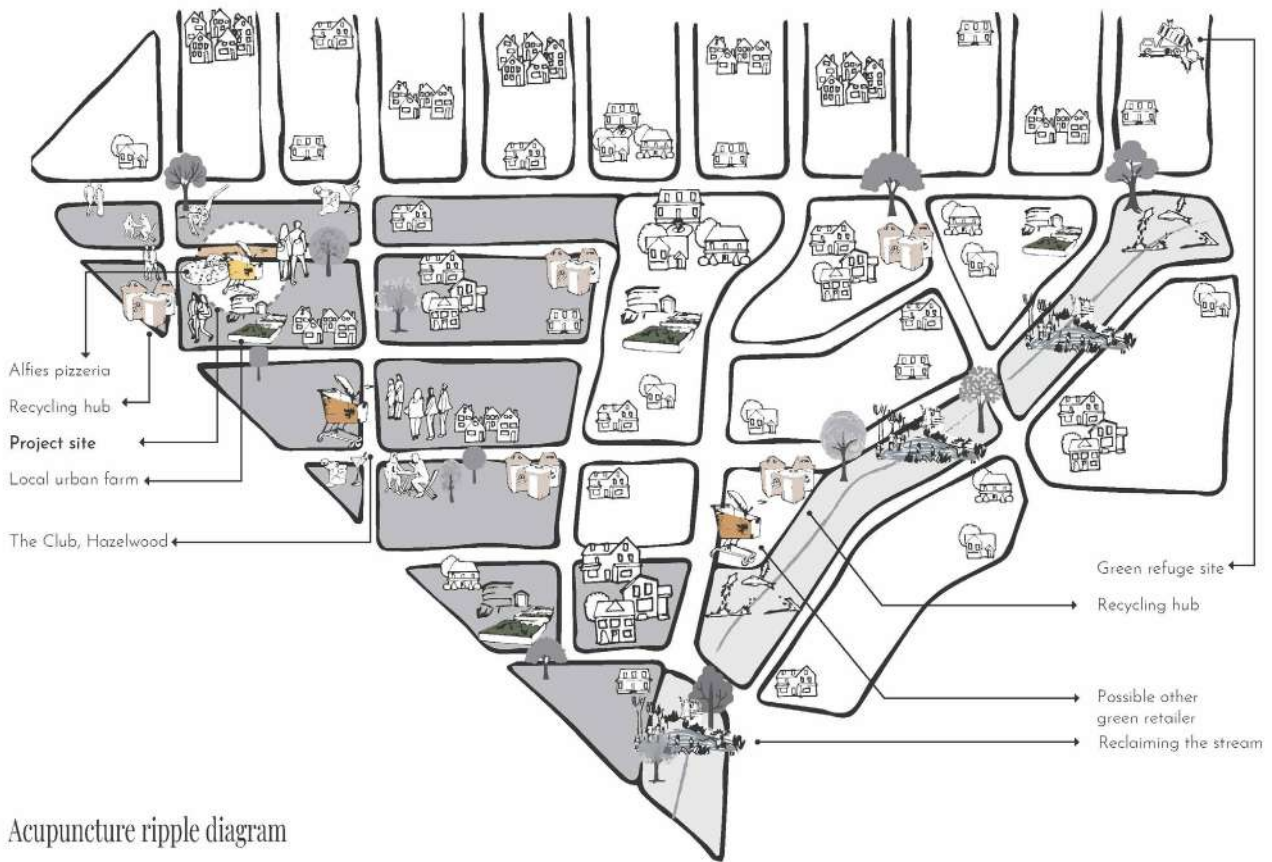 Alfies pizzeria
Recycling hub
Project site
Local urban farm
The Club, Hazelwood
Green refuge site
Recycling hub
Possible other
green retailer
Reclaiming the stream
Acupuncture ripple diagram